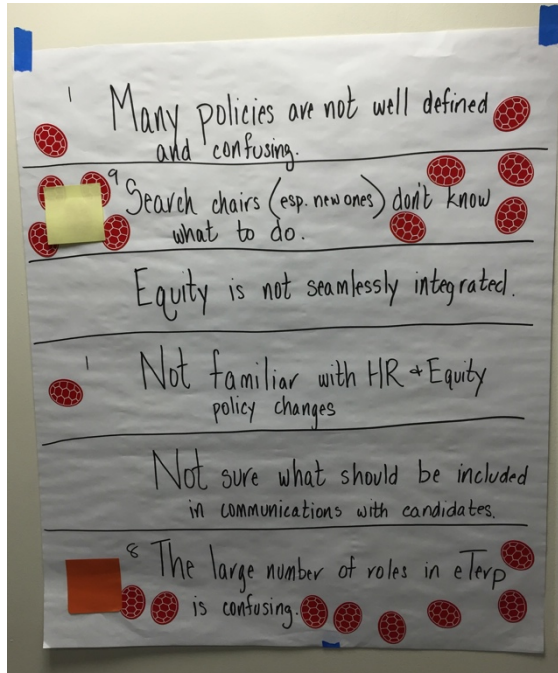 1 Many policies are not well defined
and confusing.
9 Search chairs (esp. new ones) don't know
what to do.
Equity is not seamlessly integrated.
1 Not familiar with HR & Equity
policy changes
Not sure what should be included
in communications with candidates.
8 The large number of roles in eTerp
is confusing.